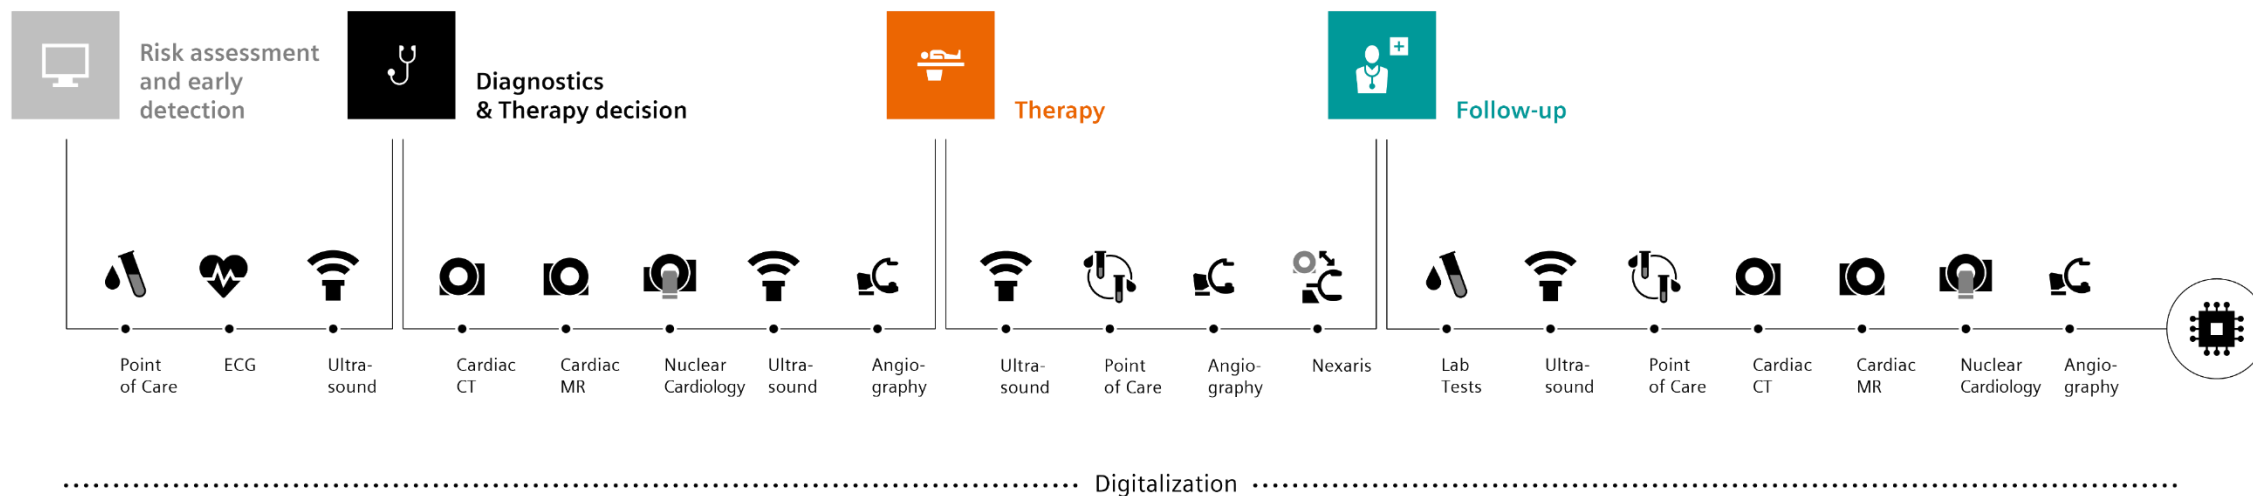 Risk assessment
and early
detection
Diagnostics
& Therapy decision
Therapy
Follow-up
Point
of Care
ECG
Ultra-
sound
Cardiac
CT
Cardiac
MR
Nuclear
Cardiology
Ultra-
sound
Angio-
graphy
Ultra-
sound
Point
of Care
Angio-
graphy
Nexaris
Lab
Tests
Ultra-
sound
Point
of Care
Cardiac
CT
Cardiac
MR
Nuclear
Cardiology
Angio-
graphy
Digitalization